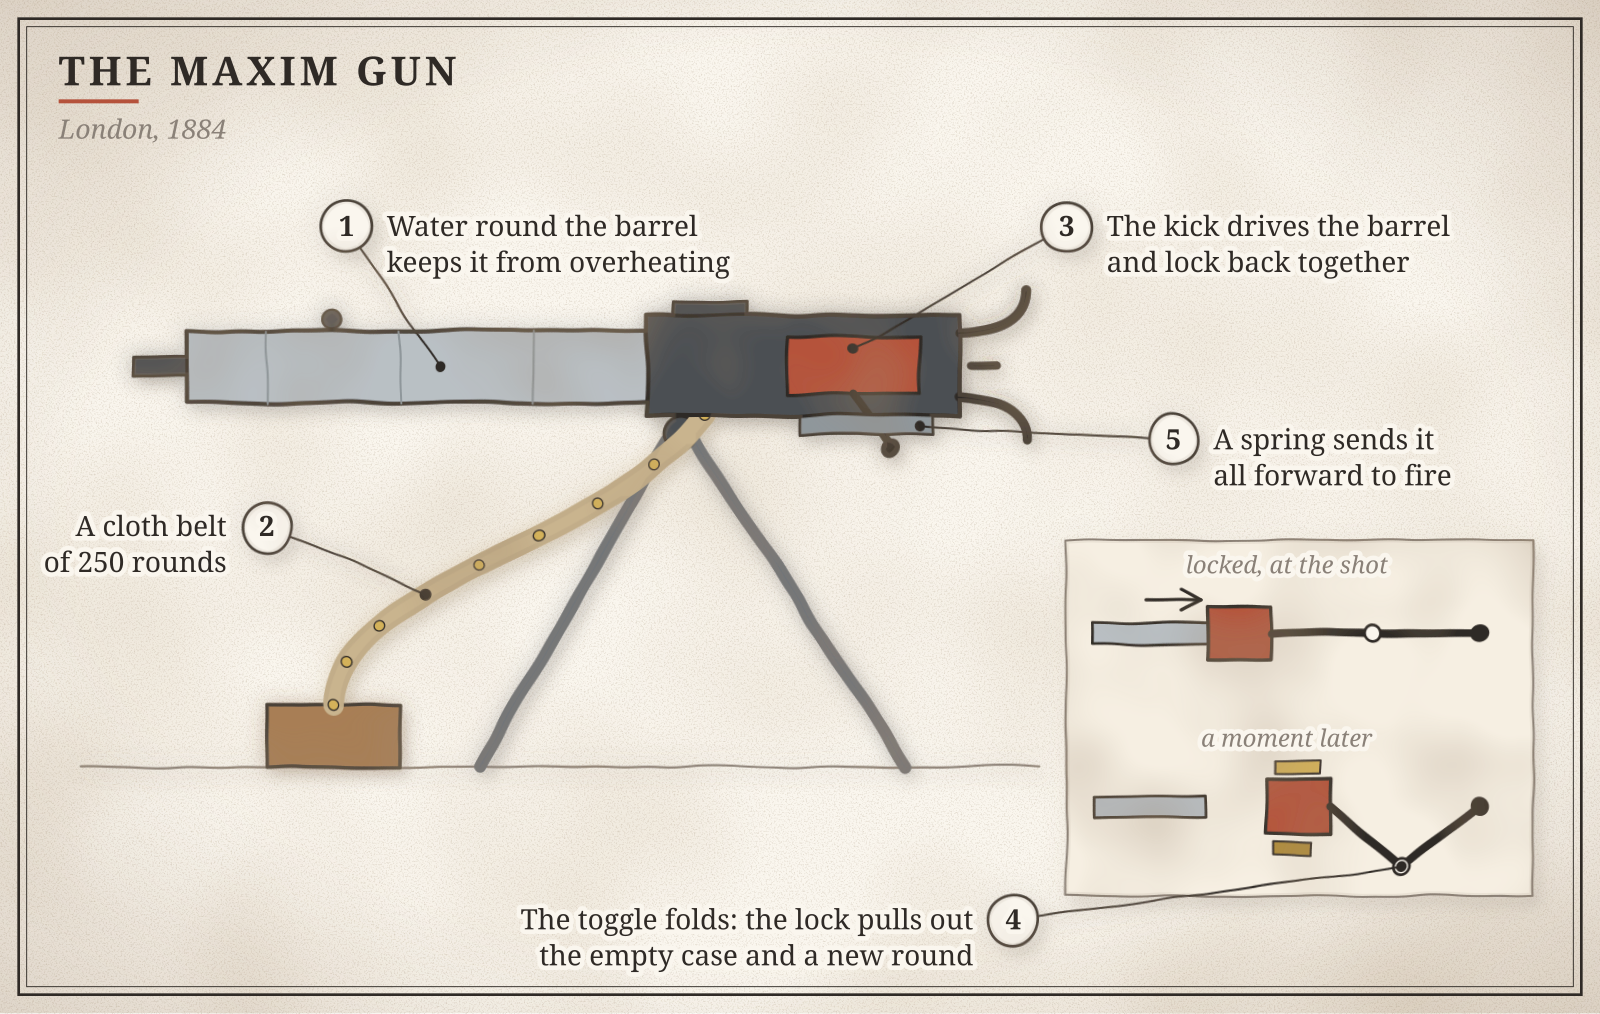 THE MAXIM GUN
London, 1884
1
Water round the barrel
keeps it from overheating
3
The kick drives the barrel
and lock back together
5
A spring sends it
all forward to fire
A cloth belt
of 250 rounds
2
locked, at the shot
a moment later
The toggle folds: the lock pulls out
the empty case and a new round
4